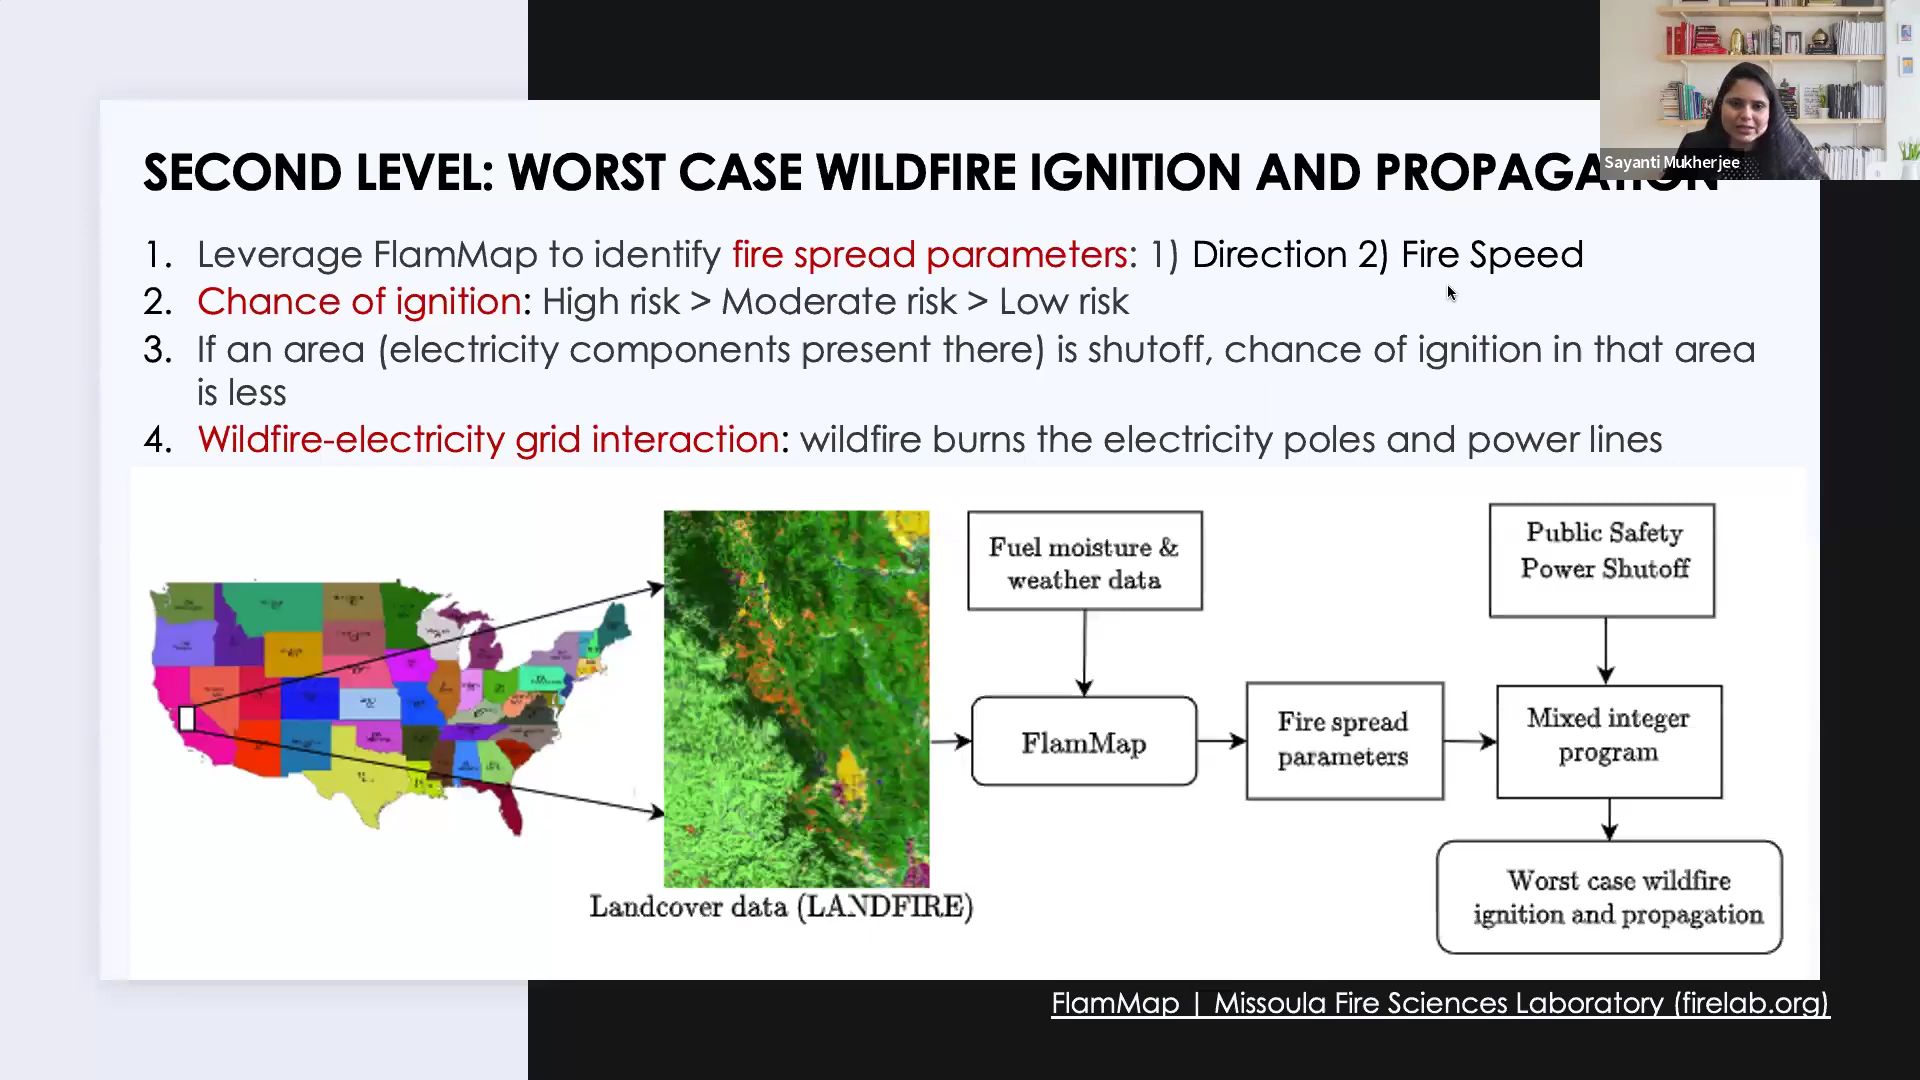 Sayanti Mukherjee
SECOND LEVEL: WORST CASE WILDFIRE IGNITION AND PROPAGATION
1. Leverage FlamMap to identify fire spread parameters: 1) Direction 2) Fire Speed
2. Chance of ignition: High risk > Moderate risk > Low risk
3. If an area (electricity components present there) is shutoff, chance of ignition in that area
is less
4. Wildfire-electricity grid interaction: wildfire burns the electricity poles and power lines
Fuel moisture &
weather data
Public Safety
Power Shutoff
FlamMap
Fire spread
parameters
Mixed integer
program
Worst case wildfire
ignition and propagation
Landcover data (LANDFIRE)
FlamMap | Missoula Fire Sciences Laboratory (firelab.org)